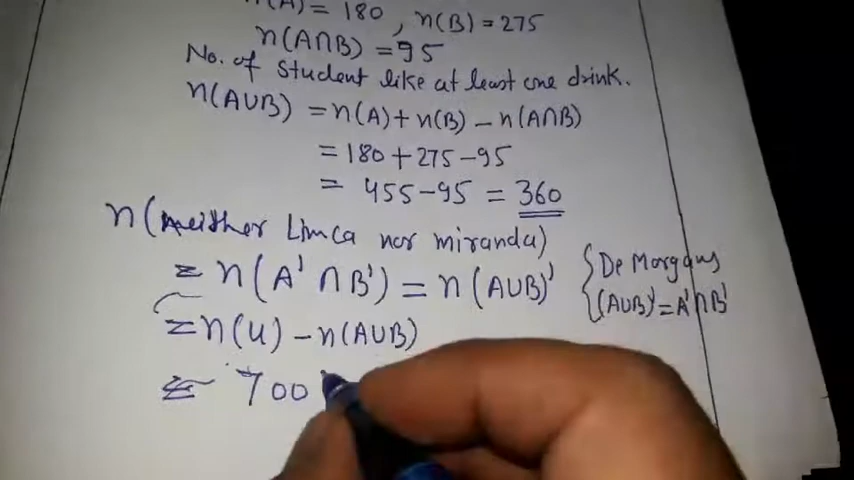 n(A) = 180, n(B) = 275
n(A∩B) = 95
No. of student like at least one drink.
n(A∪B) = n(A) + n(B) - n(A∩B)
= 180 + 275 - 95
= 455 - 95 = 360
n(neither Limca nor miranda)
= n(A' ∩ B') = n(A∪B)' { De Morgans
{ (A∪B)' = A' ∩ B'
= n(U) - n(A∪B)
= 700